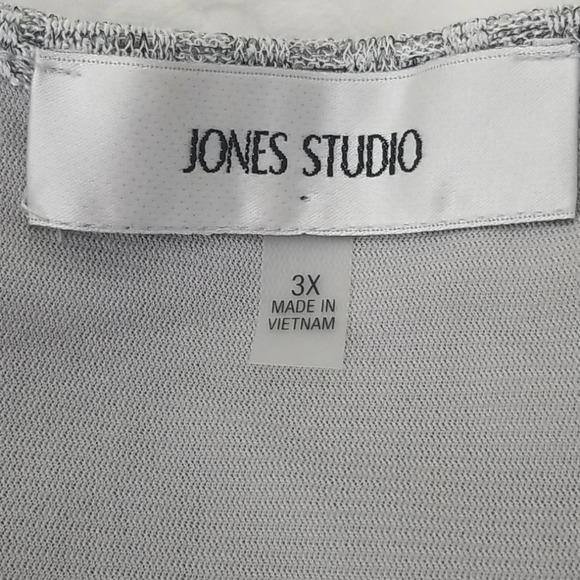 JONES STUDIO
3X
MADE IN
VIETNAM